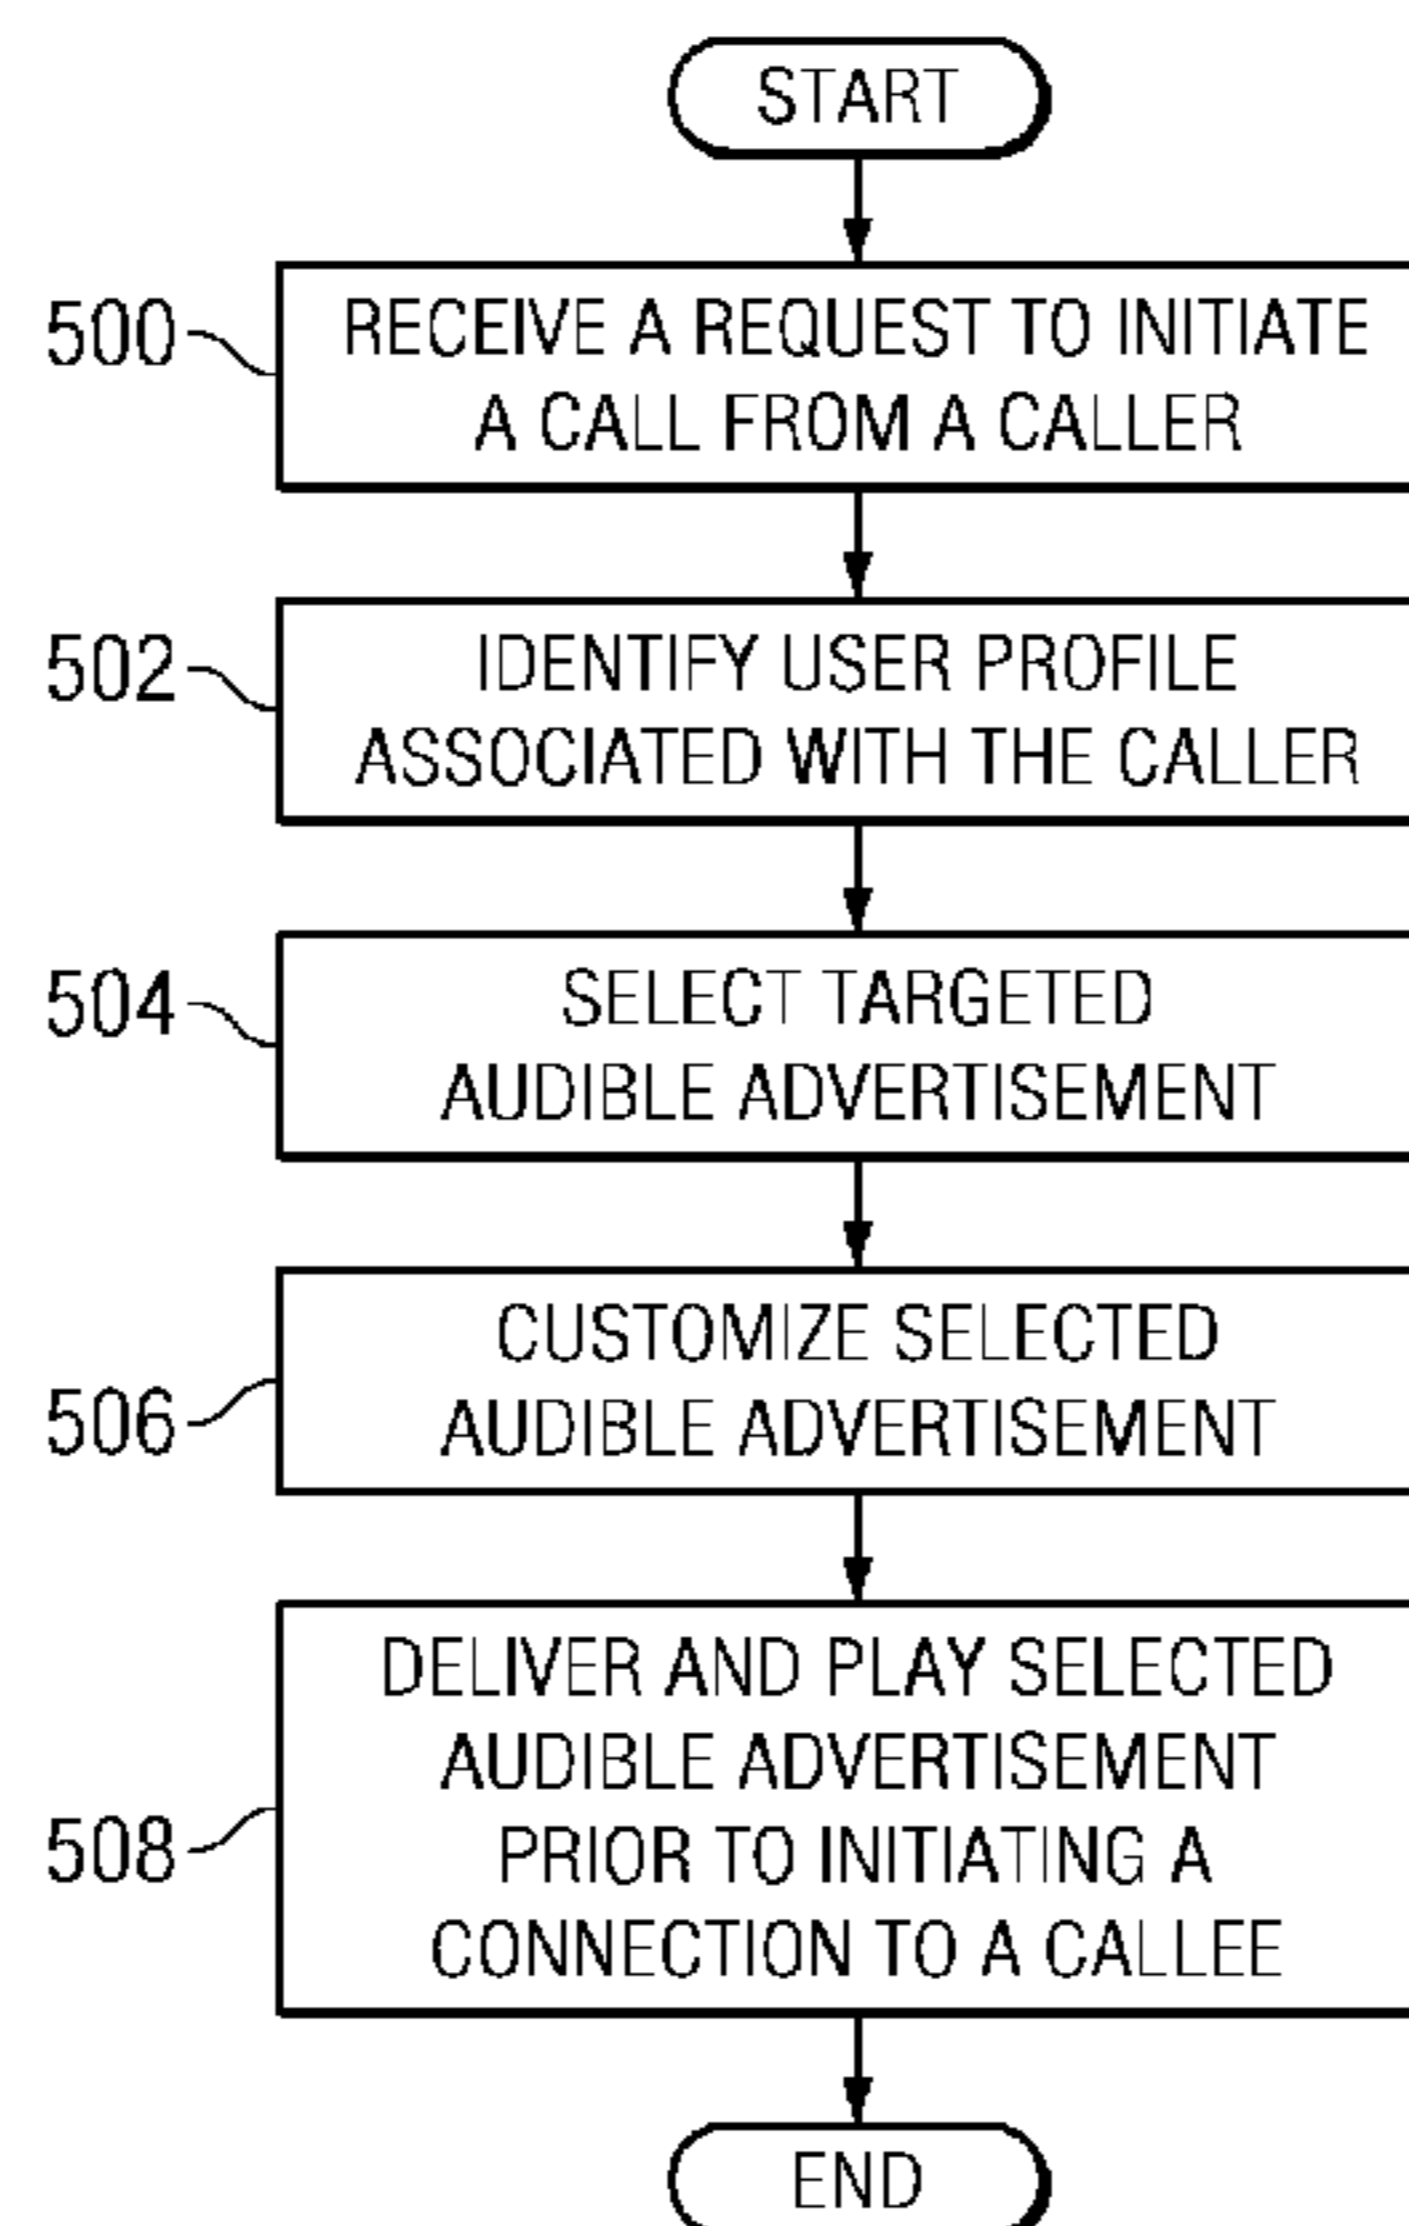 START
500
RECEIVE A REQUEST TO INITIATE
A CALL FROM A CALLER
502
IDENTIFY USER PROFILE
ASSOCIATED WITH THE CALLER
504
SELECT TARGETED
AUDIBLE ADVERTISEMENT
506
CUSTOMIZE SELECTED
AUDIBLE ADVERTISEMENT
508
DELIVER AND PLAY SELECTED
AUDIBLE ADVERTISEMENT
PRIOR TO INITIATING A
CONNECTION TO A CALLEE
END